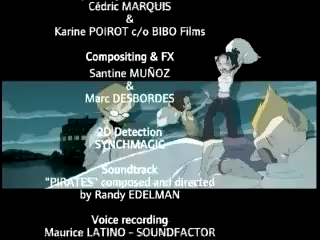 Cédric MARQUIS
&
Karine POIROT c/o BIBO Films
Compositing & FX
Santine MUÑOZ
&
Marc DESBORDES
2D Detection
SYNCHMAGIC
Soundtrack
"PIRATES" composed and directed
by Randy EDELMAN
Voice recording
Maurice LATINO - SOUNDFACTOR